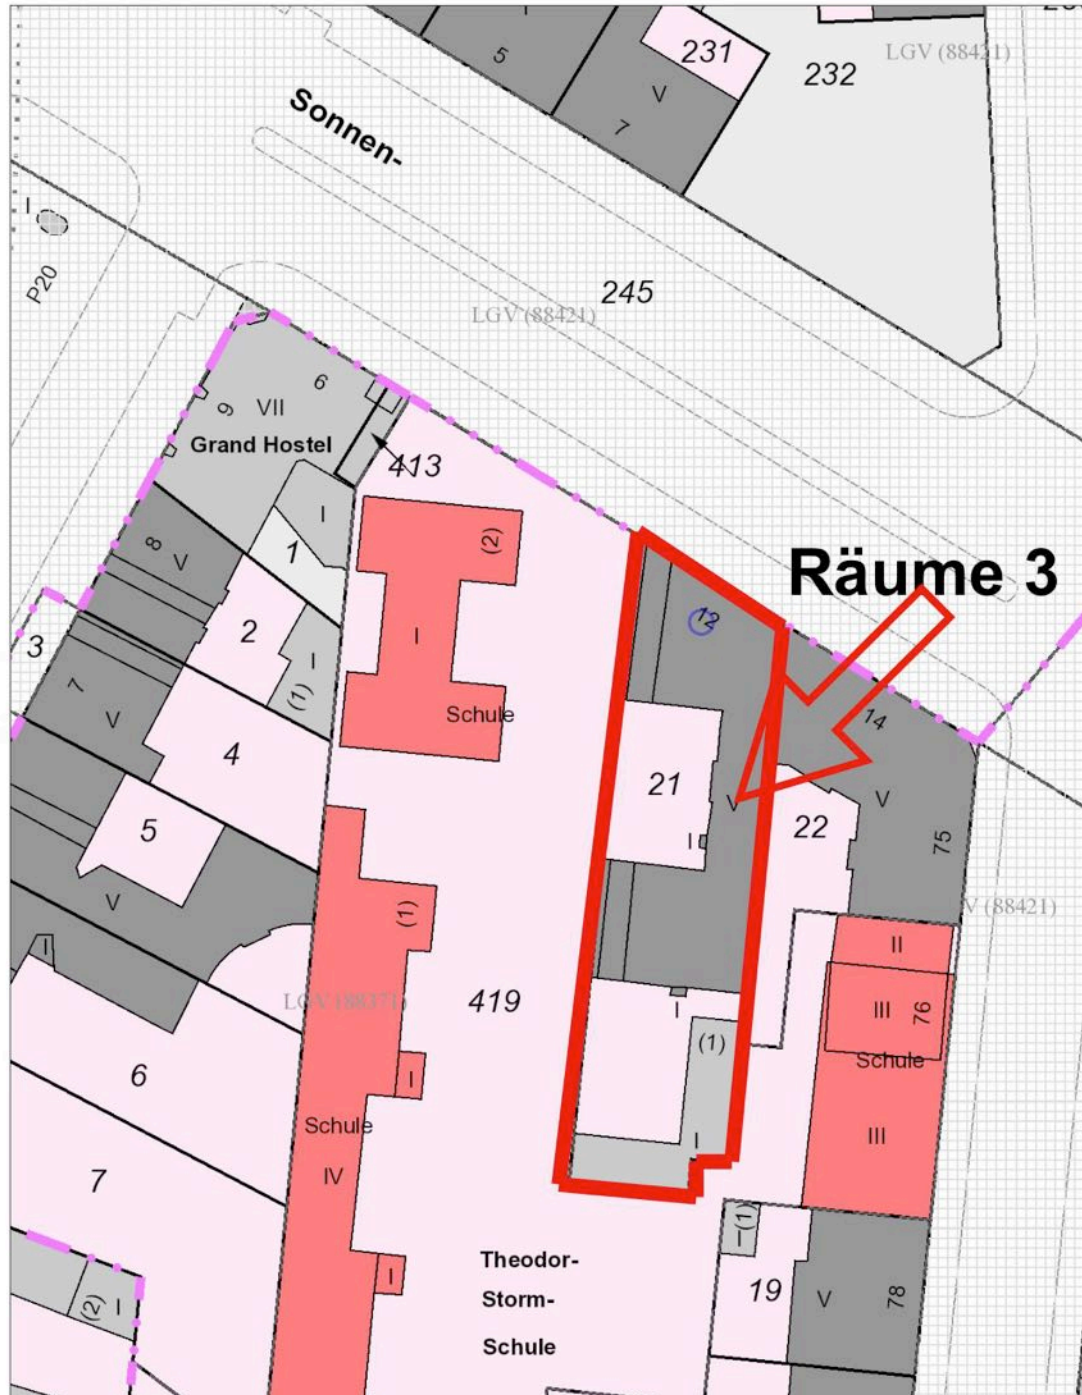 5
231
V
7
232
LGV (88421)
Sonnen-
I
P20
245
LGV (88421)
6
9
VII
Grand Hostel
413
I
1
8
V
2
I
(1)
3
7
V
4
5
V
I
6
7
(2)
I
(2)
I
Schule
(1)
419
I
LGV (88371)
Schule
IV
I
Räume 3
12
14
21
V
I
22
V
75
V (88421)
I
(1)
I
II
III
76
Schule
III
Theodor-
Storm-
Schule
I
(1)
19
V
78